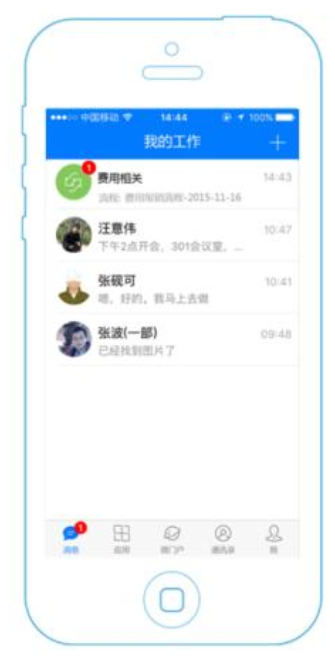 中国移动 14:44 100%
我的工作
1
费用相关 14:43
流程: 费用报销流程-2015-11-16
汪意伟 10:47
下午2点开会，301会议室，...
张砚可 10:41
嗯，好的，我马上去做
张波(一部) 09:48
已经找到图片了
1
消息 应用 微门户 通讯录 我